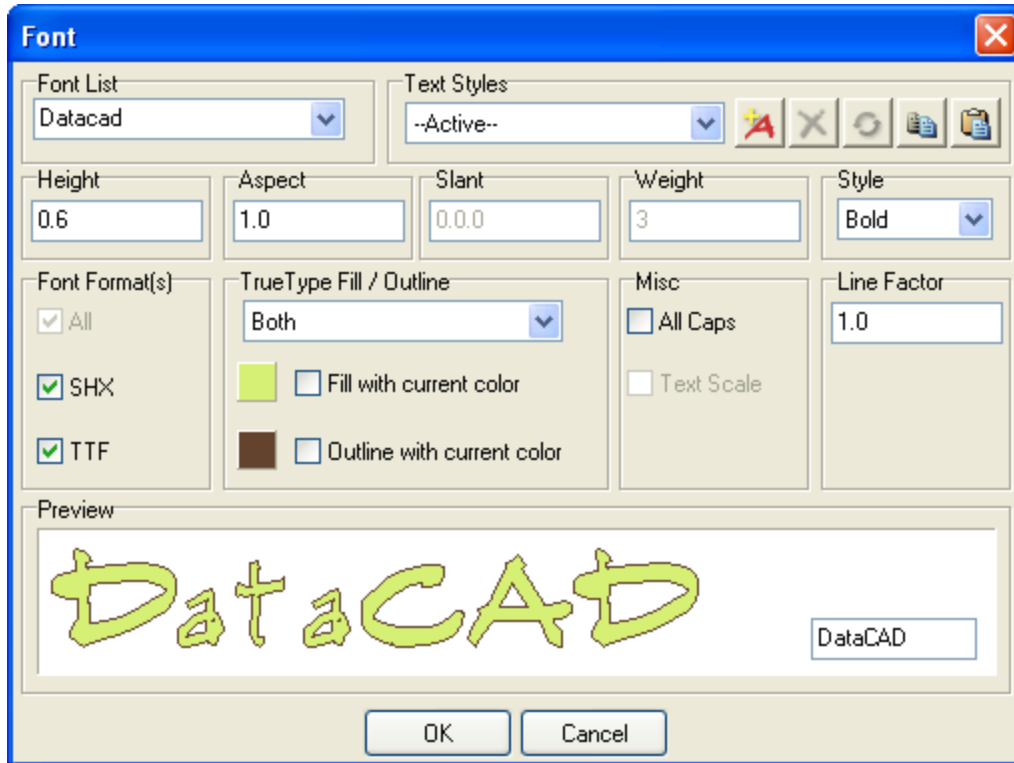 Font
Font List Text Styles
Datacad --Active--
Height Aspect Slant Weight Style
0.6 1.0 0.0.0 3 Bold
Font Format(s) TrueType Fill / Outline Misc Line Factor
All Both All Caps 1.0
SHX Fill with current color Text Scale
TTF Outline with current color
Preview
DataCAD
DataCAD
OK Cancel